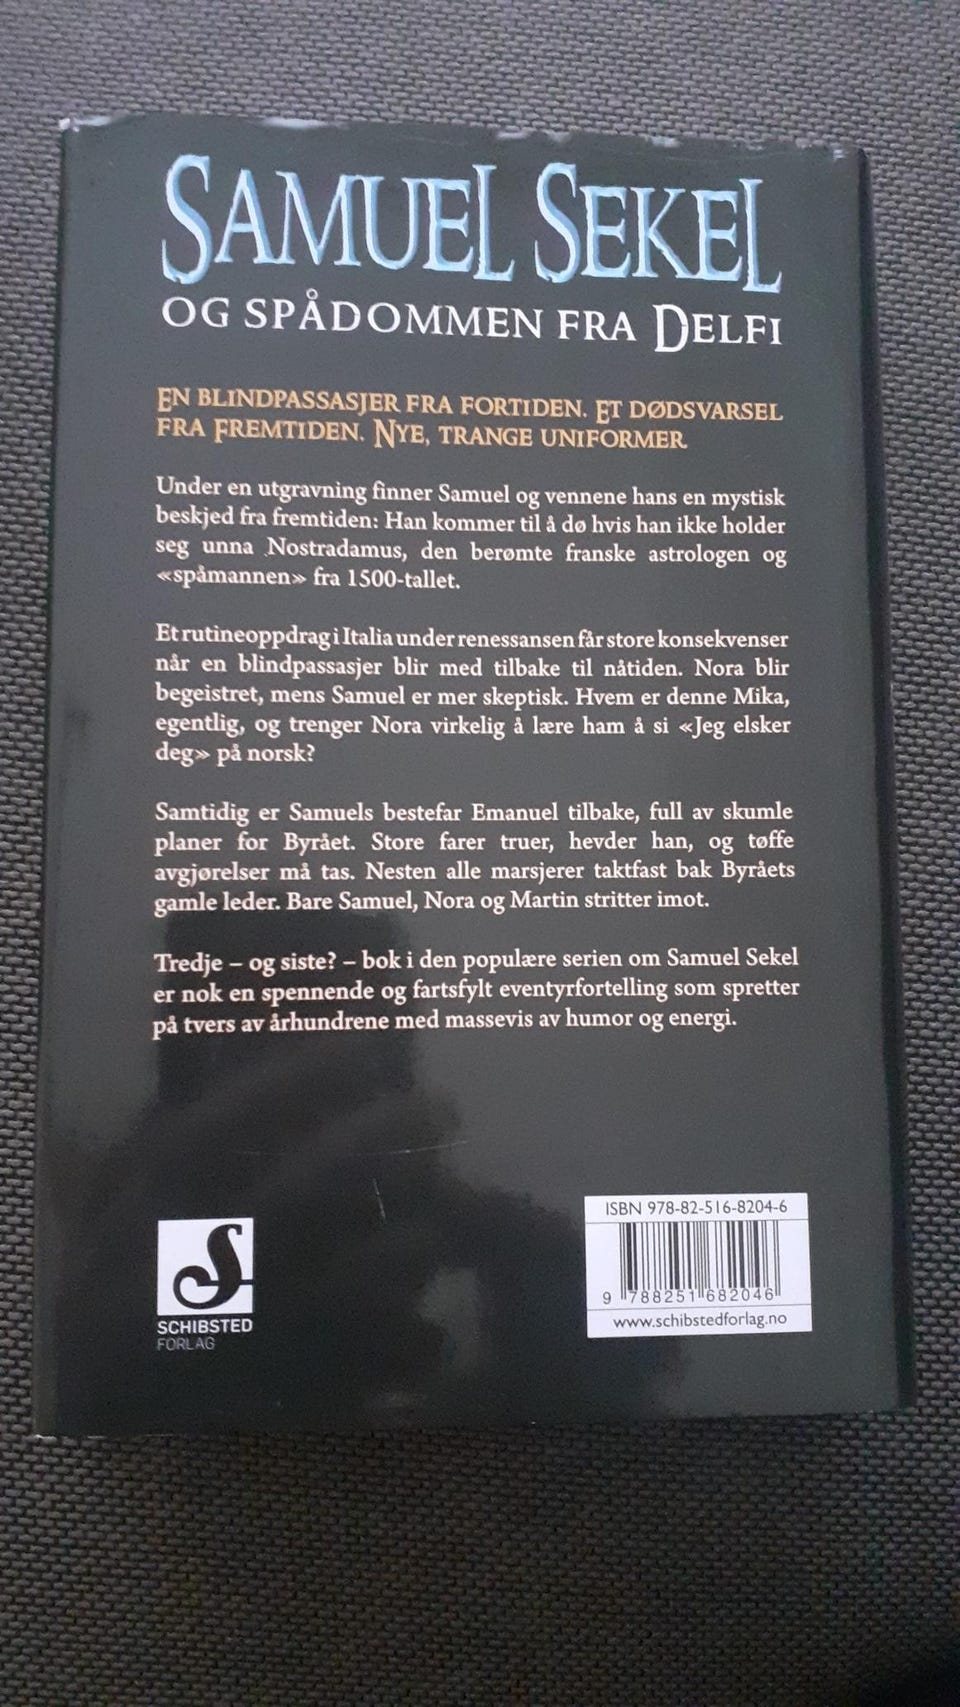 SAMUEL SEKEL
OG SPÅDOMMEN FRA DELFI
EN BLINDPASSASJER FRA FORTIDEN. ET DØDSVARSEL
FRA FREMTIDEN. NYE, TRANGE UNIFORMER
Under en utgravning finner Samuel og vennene hans en mystisk
beskjed fra fremtiden: Han kommer til å dø hvis han ikke holder
seg unna Nostradamus, den berømte franske astrologen og
«spåmannen» fra 1500-tallet.
Et rutineoppdrag i Italia under renessansen får store konsekvenser
når en blindpassasjer blir med tilbake til nåtiden. Nora blir
begeistret, mens Samuel er mer skeptisk. Hvem er denne Mika,
egentlig, og trenger Nora virkelig å lære ham å si «Jeg elsker
deg» på norsk?
Samtidig er Samuels bestefar Emanuel tilbake, full av skumle
planer for Byrået. Store farer truer, hevder han, og tøffe
avgjørelser må tas. Nesten alle marsjerer taktfast bak Byråets
gamle leder. Bare Samuel, Nora og Martin stritter imot.
Tredje – og siste? – bok i den populære serien om Samuel Sekel
er nok en spennende og fartsfylt eventyrfortelling som spretter
på tvers av århundrene med massevis av humor og energi.
ISBN 978-82-516-8204-6
9 788251 682046
www.schibstedforlag.no
S
SCHIBSTED
FORLAG